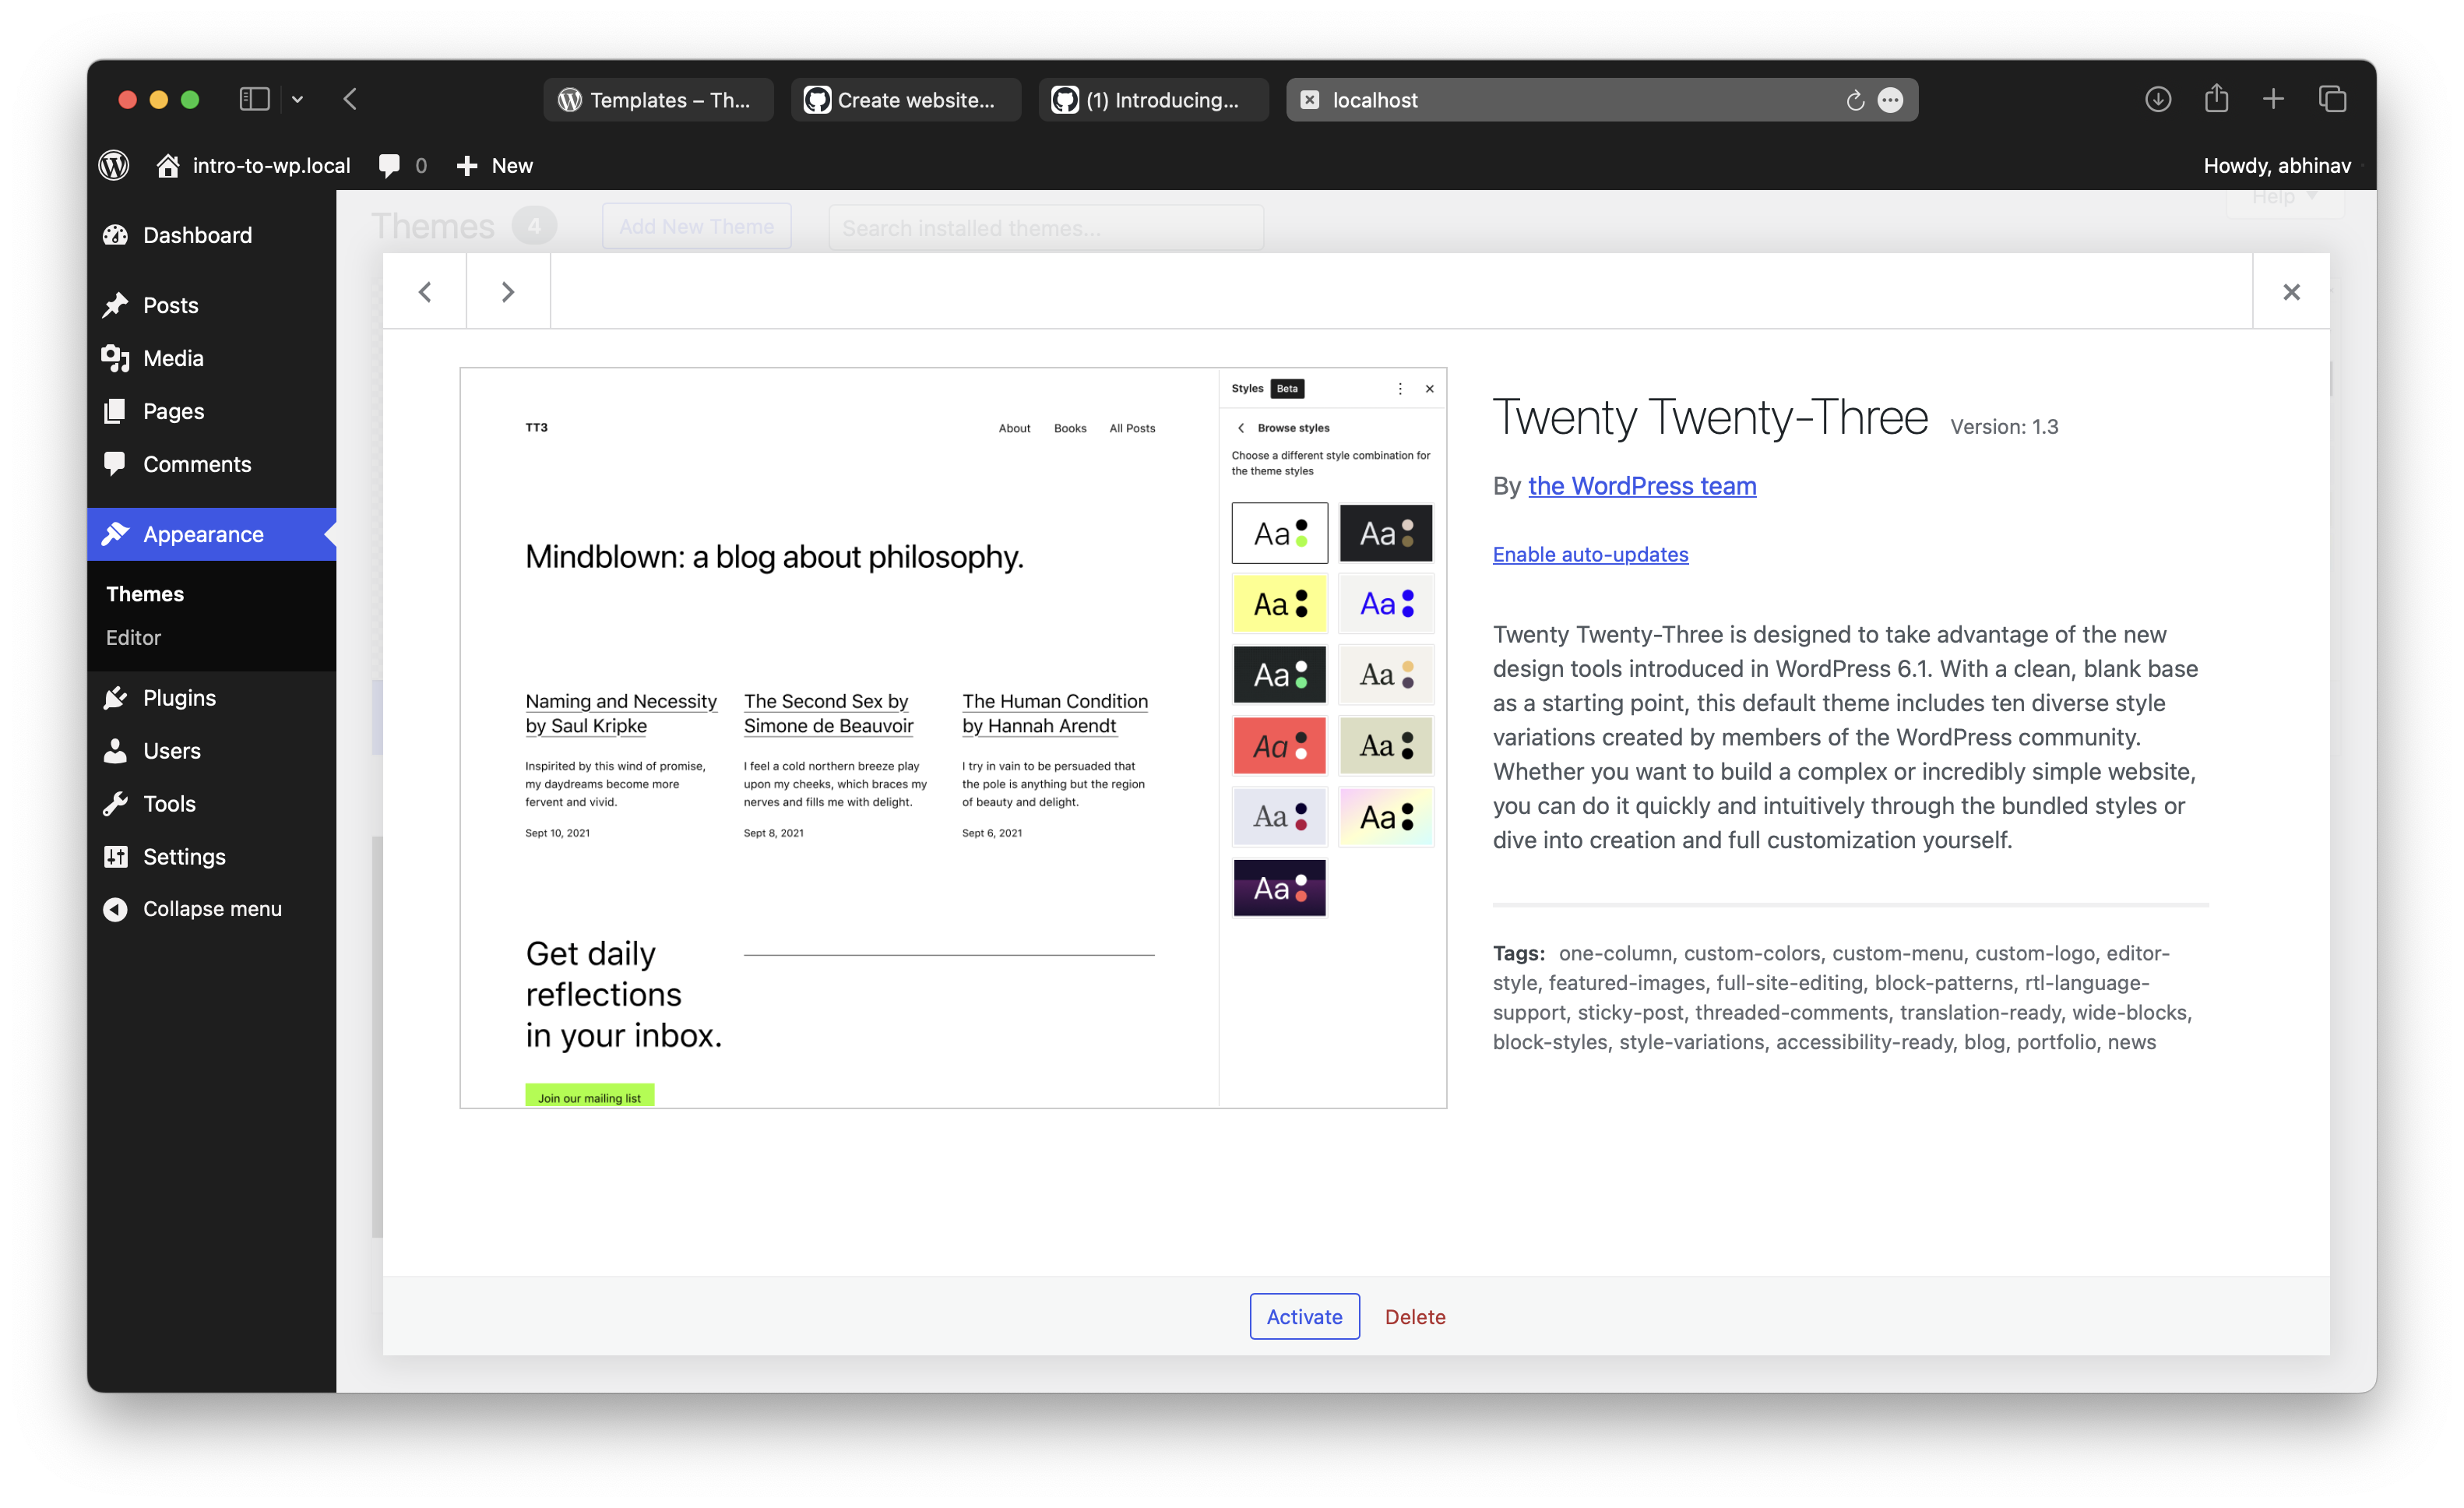 Templates – Th...
Create website...
(1) Introducing...
localhost
intro-to-wp.local
0
New
Howdy, abhinav
Dashboard
Posts
Media
Pages
Comments
Appearance
Themes
Editor
Plugins
Users
Tools
Settings
Collapse menu
Themes 4
Add New Theme
Search installed themes...
Help
TT3
About
Books
All Posts
Mindblown: a blog about philosophy.
Naming and Necessity
by Saul Kripke
Inspirited by this wind of promise,
my daydreams become more
fervent and vivid.
Sept 10, 2021
The Second Sex by
Simone de Beauvoir
I feel a cold northern breeze play
upon my cheeks, which braces my
nerves and fills me with delight.
Sept 8, 2021
The Human Condition
by Hannah Arendt
I try in vain to be persuaded that
the pole is anything but the region
of beauty and delight.
Sept 6, 2021
Get daily
reflections
in your inbox.
Join our mailing list
Styles Beta
Browse styles
Choose a different style combination for
the theme styles
Aa
Aa
Aa
Aa
Aa
Aa
Aa
Aa
Aa
Aa
Aa
Twenty Twenty-Three Version: 1.3
By the WordPress team
Enable auto-updates
Twenty Twenty-Three is designed to take advantage of the new
design tools introduced in WordPress 6.1. With a clean, blank base
as a starting point, this default theme includes ten diverse style
variations created by members of the WordPress community.
Whether you want to build a complex or incredibly simple website,
you can do it quickly and intuitively through the bundled styles or
dive into creation and full customization yourself.
Tags: one-column, custom-colors, custom-menu, custom-logo, editor-
style, featured-images, full-site-editing, block-patterns, rtl-language-
support, sticky-post, threaded-comments, translation-ready, wide-blocks,
block-styles, style-variations, accessibility-ready, blog, portfolio, news
Activate
Delete